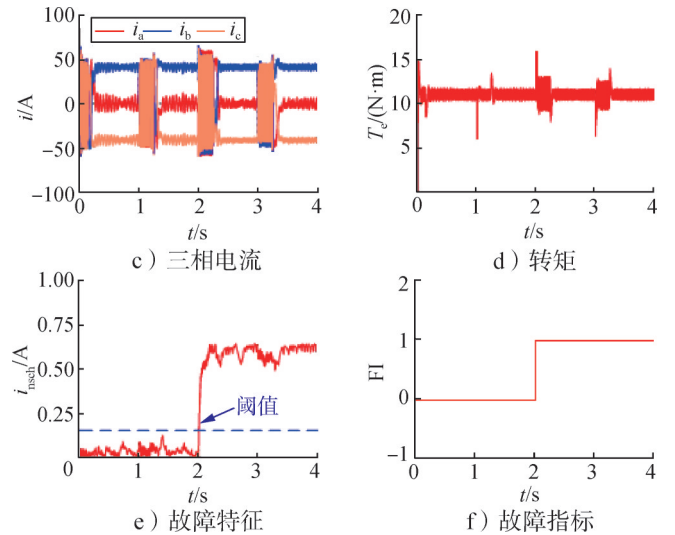 i_a i_b i_c
100
50
0
−50
−100
i/A
0 1 2 3 4
t/s
c）三相电流
20
15
10
5
T_e/(N·m)
0 1 2 3 4
t/s
d）转矩
1.00
0.75
0.50
0.25
0
i_nsch/A
阈值
0 1 2 3 4
t/s
e）故障特征
2
1
0
−1
FI
0 1 2 3 4
t/s
f）故障指标